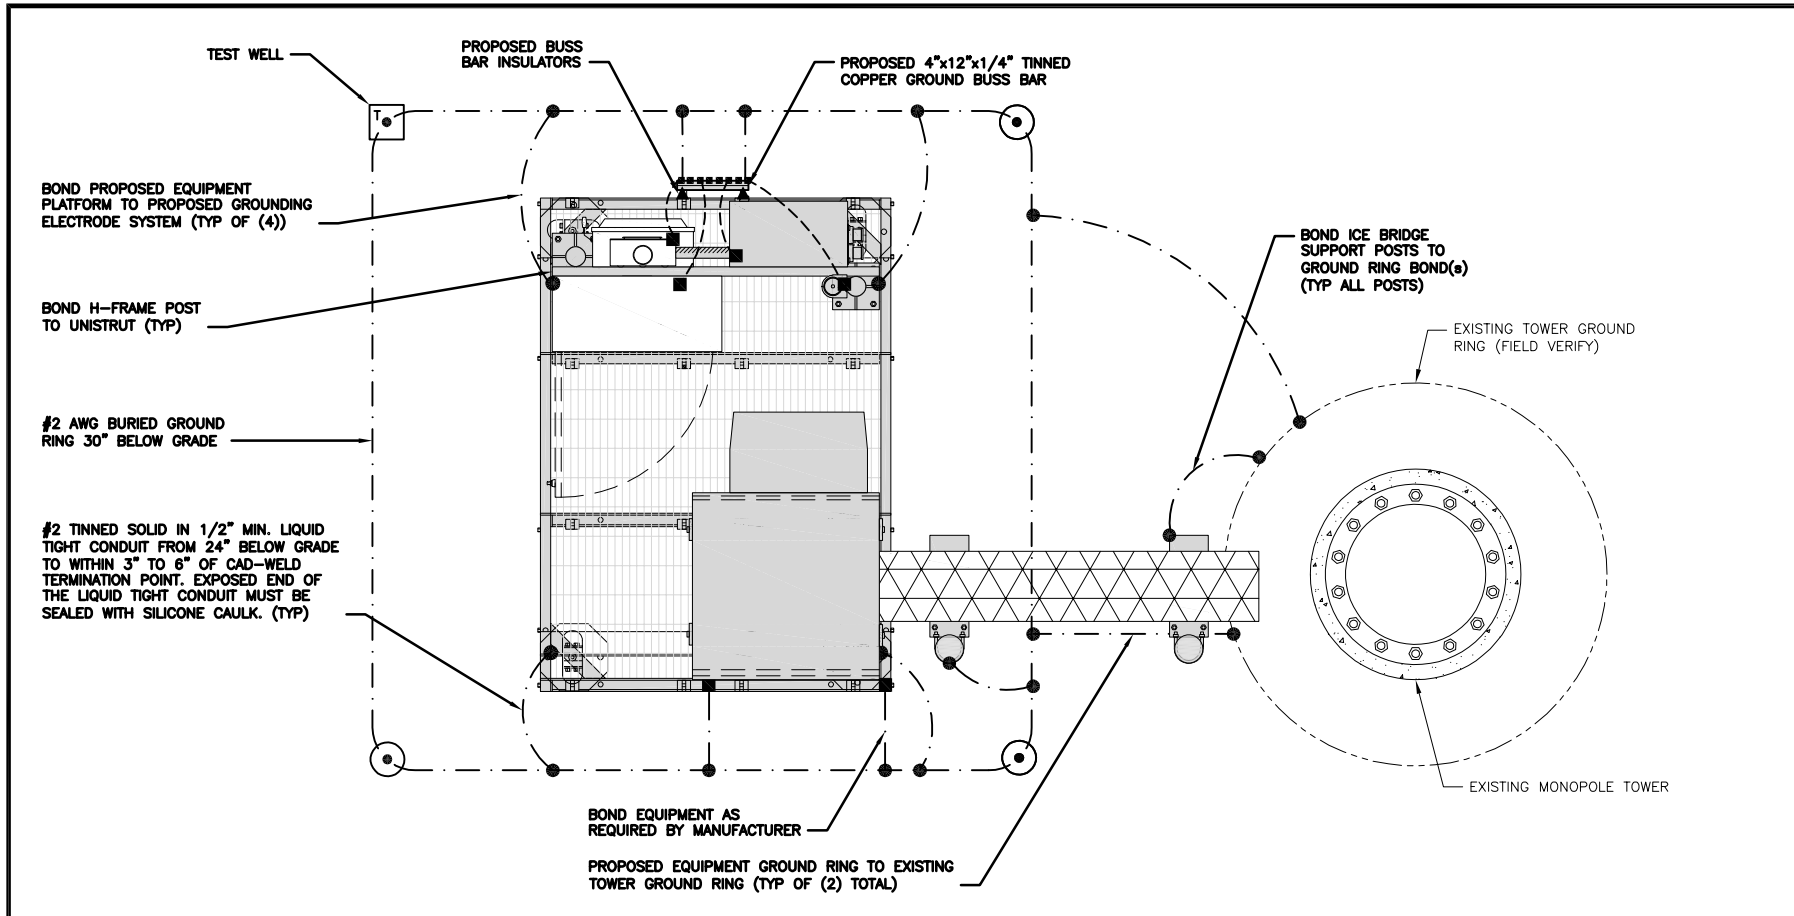 TEST WELL
PROPOSED BUSS
BAR INSULATORS
PROPOSED 4"x12"x1/4" TINNED
COPPER GROUND BUSS BAR
T
BOND PROPOSED EQUIPMENT
PLATFORM TO PROPOSED GROUNDING
ELECTRODE SYSTEM (TYP OF (4))
BOND ICE BRIDGE
SUPPORT POSTS TO
GROUND RING BOND(s)
(TYP ALL POSTS)
BOND H-FRAME POST
TO UNISTRUT (TYP)
EXISTING TOWER GROUND
RING (FIELD VERIFY)
#2 AWG BURIED GROUND
RING 30" BELOW GRADE
#2 TINNED SOLID IN 1/2" MIN. LIQUID
TIGHT CONDUIT FROM 24" BELOW GRADE
TO WITHIN 3" TO 6" OF CAD-WELD
TERMINATION POINT. EXPOSED END OF
THE LIQUID TIGHT CONDUIT MUST BE
SEALED WITH SILICONE CAULK. (TYP)
EXISTING MONOPOLE TOWER
BOND EQUIPMENT AS
REQUIRED BY MANUFACTURER
PROPOSED EQUIPMENT GROUND RING TO EXISTING
TOWER GROUND RING (TYP OF (2) TOTAL)